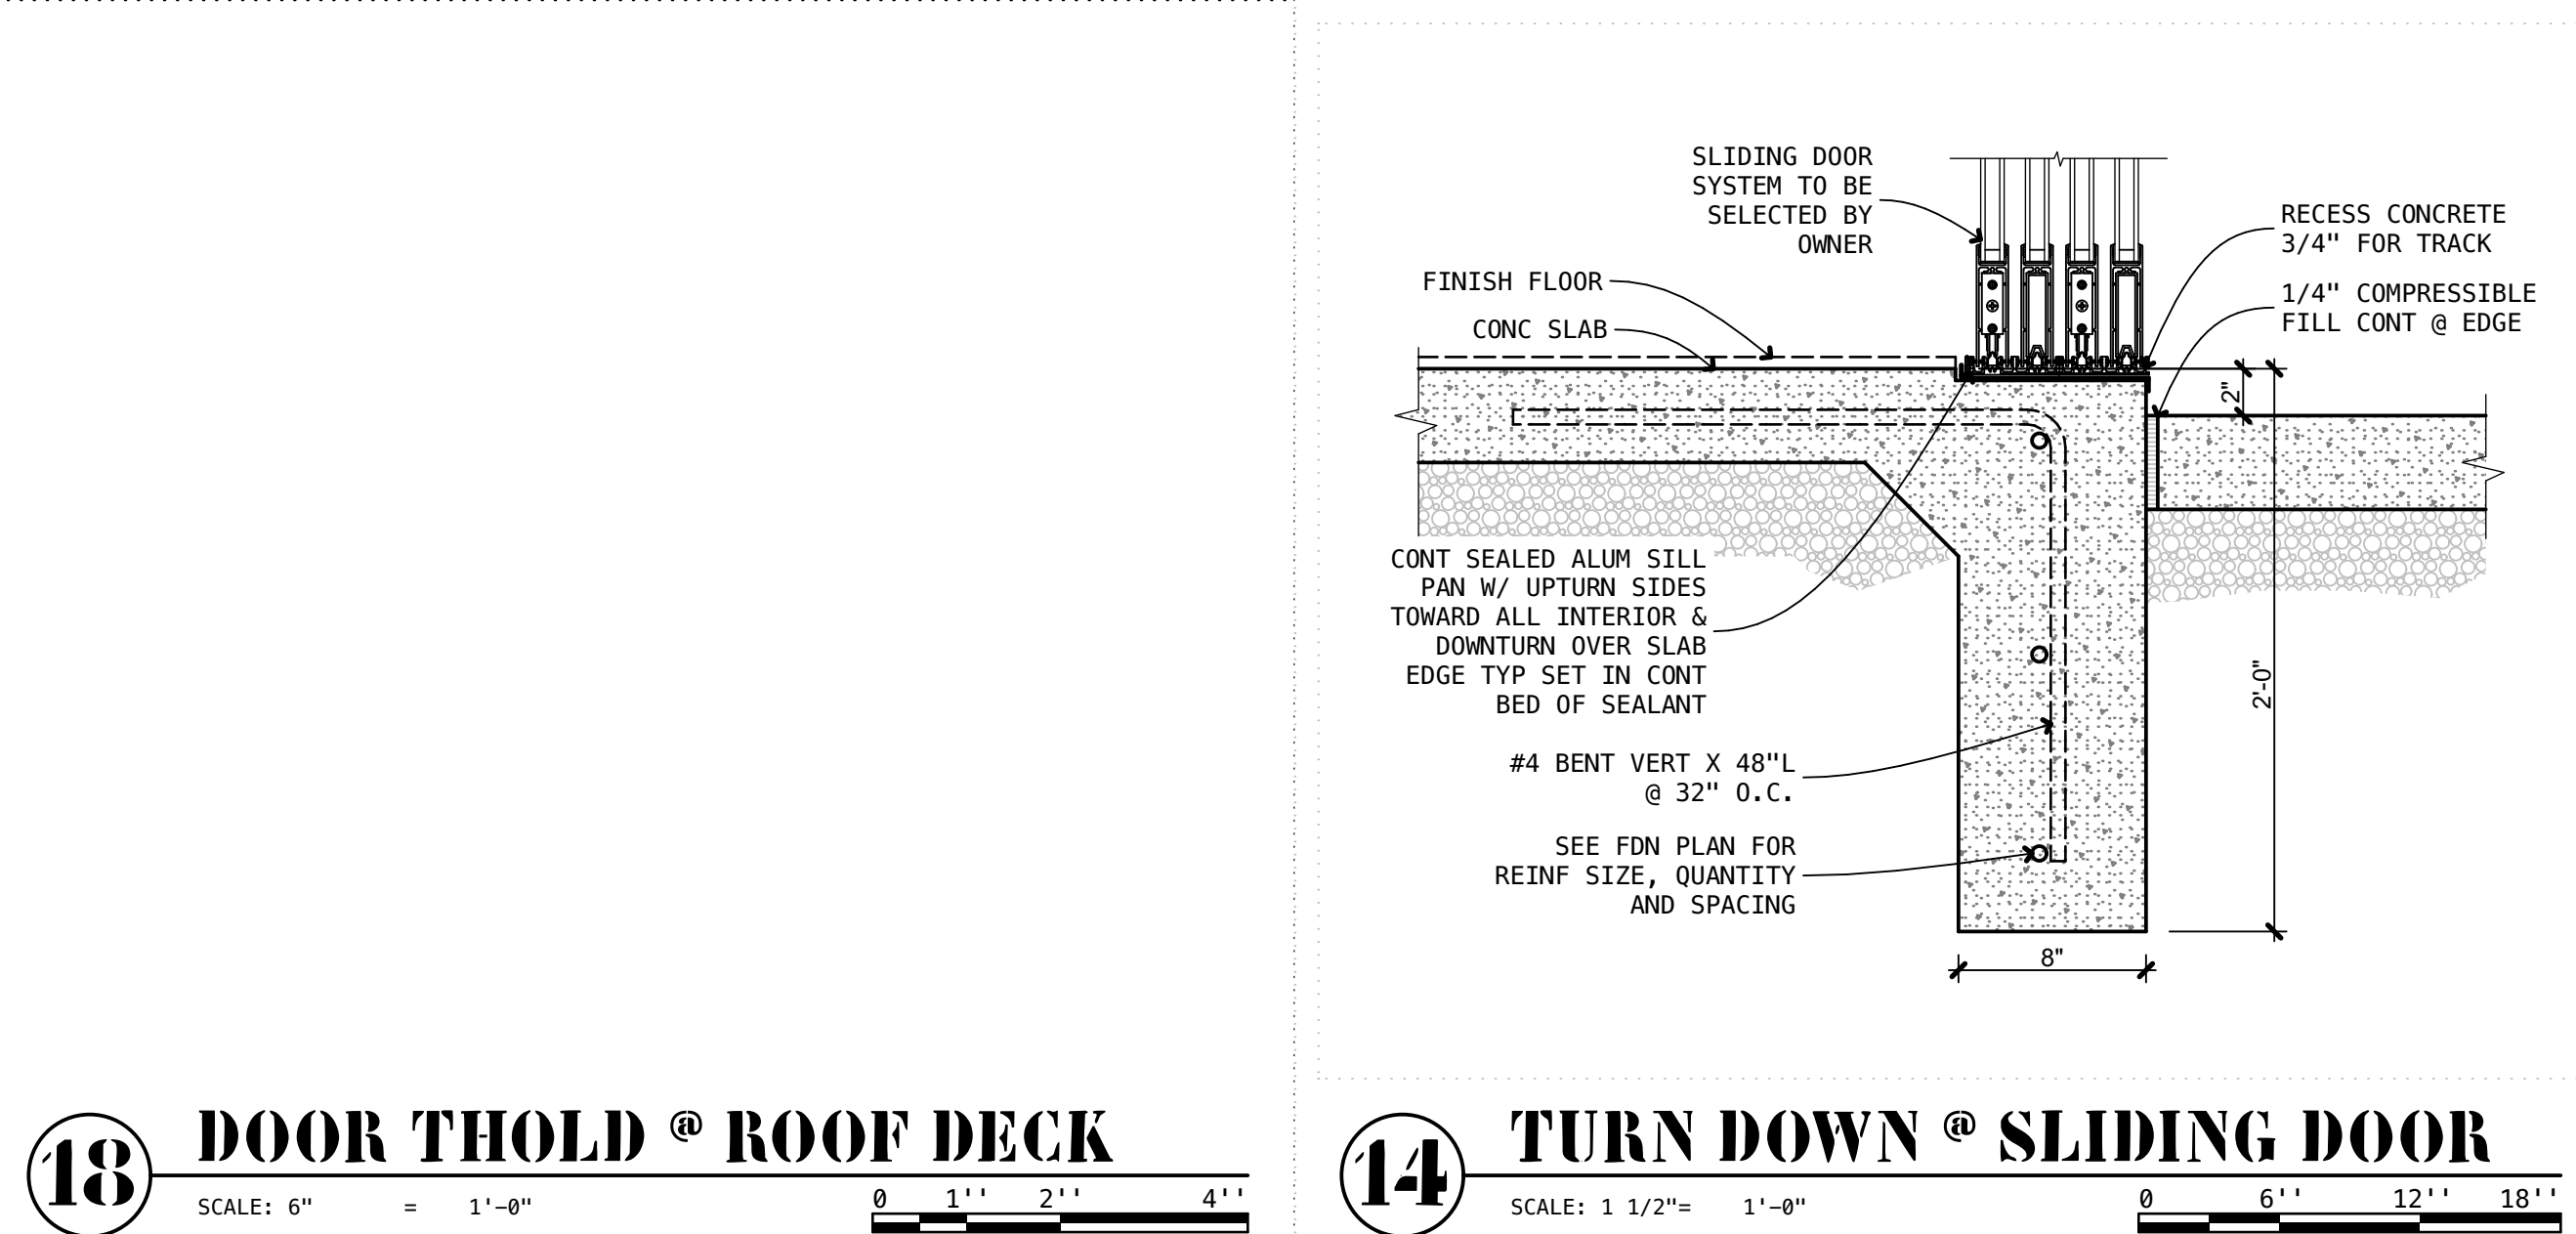 SLIDING DOOR
SYSTEM TO BE
SELECTED BY
OWNER
RECESS CONCRETE
3/4" FOR TRACK
FINISH FLOOR
1/4" COMPRESSIBLE
FILL CONT @ EDGE
CONC SLAB
2"
CONT SEALED ALUM SILL
PAN W/ UPTURN SIDES
TOWARD ALL INTERIOR &
DOWNTURN OVER SLAB
EDGE TYP SET IN CONT
BED OF SEALANT
2'-0"
#4 BENT VERT X 48"L
@ 32" O.C.
SEE FDN PLAN FOR
REINF SIZE, QUANTITY
AND SPACING
8"
18
DOOR THOLD @ ROOF DECK
SCALE: 6" = 1'-0"
0 1'' 2'' 4''
14
TURN DOWN @ SLIDING DOOR
SCALE: 1 1/2"= 1'-0"
0 6'' 12'' 18''